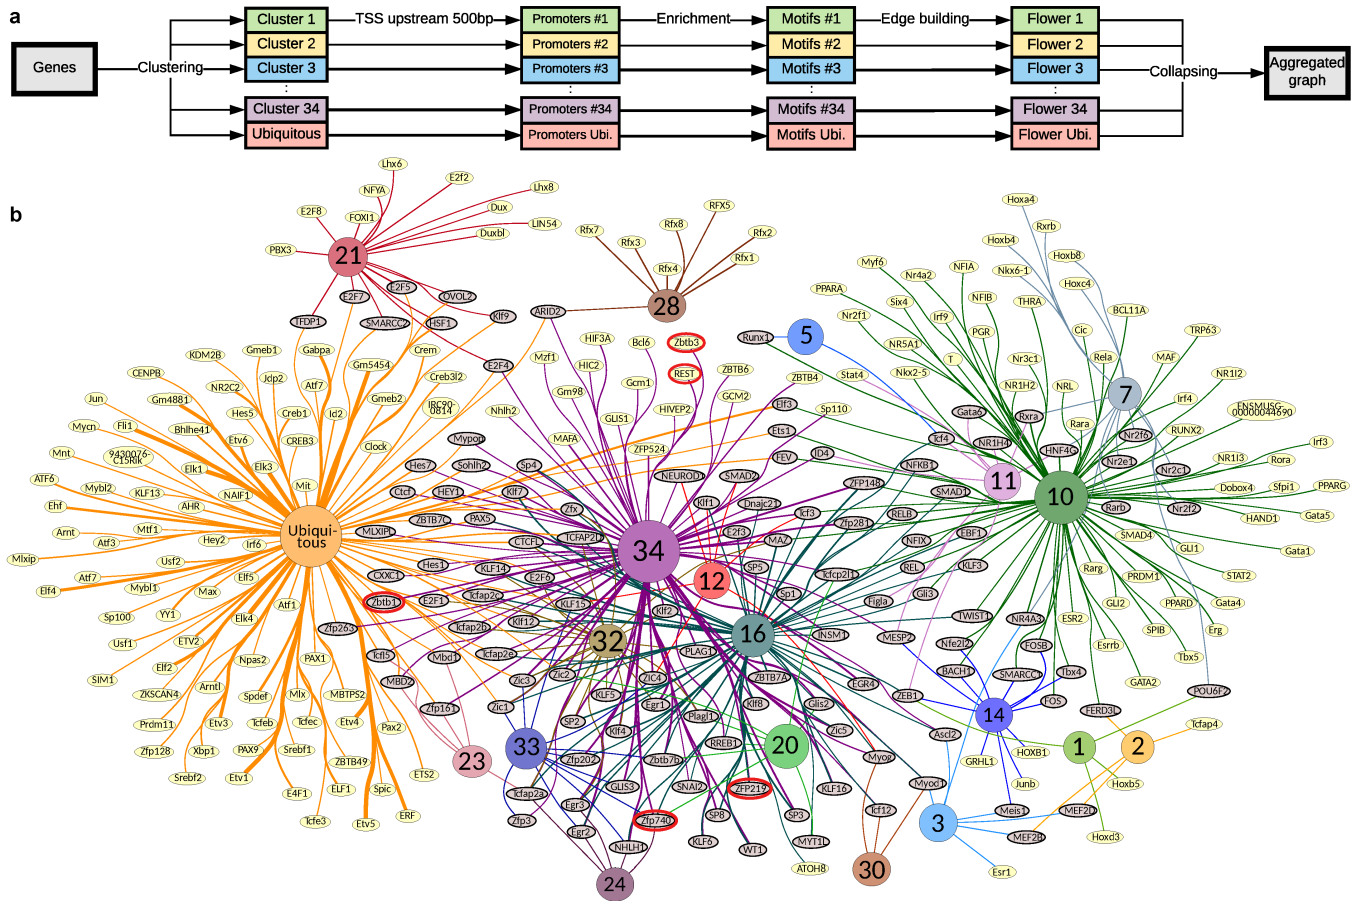 a
Genes
Clustering
Cluster 1
Cluster 2
Cluster 3
:
Cluster 34
Ubiquitous
TSS upstream 500bp
Promoters #1
Promoters #2
Promoters #3
:
Promoters #34
Promoters Ubi.
Enrichment
Motifs #1
Motifs #2
Motifs #3
:
Motifs #34
Motifs Ubi.
Edge building
Flower 1
Flower 2
Flower 3
:
Flower 34
Flower Ubi.
Collapsing
Aggregated
graph
b
Lhx6
NFYA
E2f2
Lhx8
E2F8
FOXI1
Dux
LIN54
Duxbl
PBX3
21
E2F7
E2F5
OVOL2
TFDP1
SMARCC2
HSF1
Klf9
E2F4
Rfx7
Rfx3
Rfx8
RFX5
Rfx2
Rfx1
Rfx4
28
ARID2
HIF3A
Bcl6
Zbtb3
Mzf1
HIC2
REST
ZBTB6
ZBTB4
Gm98
Gcm1
GCM2
Nhlh2
GLIS1
HIVEP2
MAFA
ZFP524
Runx1
5
Stat4
Elf3
Sp110
Ets1
FEV
ID4
Tcf4
Gata6
NR1H4
Rxra
HNF4G
11
NFKB1
Hoxa4
Rxrb
Hoxb4
Hoxb8
Nkx6-1
Hoxc4
Myf6
Nr4a2
NFIA
PPARA
Six4
NFIB
THRA
Nr2f1
Irf9
PGR
Cic
BCL11A
TRP63
NR5A1
T
Nr3c1
Rela
MAF
Nkx2-5
NR1H2
NRL
7
NR1I2
Irf4
ENSMUSG
00000044690
Rara
RUNX2
Nr2f6
Irf3
Nr2e1
Nr2c1
NR1I3
Rora
10
Rarb
Nr2f2
Dobox4
Sfpi1
PPARG
HAND1
Gata5
SMAD4
GLI1
Gata1
Rarg
PRDM1
STAT2
GLI2
PPARD
Gata4
ESR2
SPIB
Erg
Esrrb
Tbx5
GATA2
POU6F2
KDM2B
Gmeb1
Gabpa
Crem
CENPB
NR2C2
Jdp2
Gm5454
Creb3l2
Jun
Gm4881
Atf7
Gmeb2
IRC90
0814
Hes5
Creb1
Id2
Mycn
Fli1
Bhlhe41
Etv6
CREB3
Clock
Mnt
9430076-
C15Rik
Elk1
Elk3
ATF6
Mybl2
KLF13
NAIF1
Mit
Ehf
AHR
Arnt
Mtf1
Hey2
Ubiqui-
tous
Atf3
Irf6
Mlxip
Usf2
Atf7
Elf5
Elf4
Mybl1
Max
Atf1
Sp100
YY1
Elk4
Usf1
ETV2
PAX1
Elf2
Npas2
SIM1
ZKSCAN4
Arntl
Spdef
Mlx
MBTPS2
Prdm11
Etv3
Tcfeb
Tcfec
Etv4
Pax2
Zfp128
Xbp1
PAX9
Srebf1
ZBTB49
Srebf2
Etv1
E4F1
ELF1
Spic
ETS2
Tcfe3
Etv5
ERF
Mypop
Hes7
Sohlh2
Sp4
Ctcf
HEY1
Klf7
ZBTB7C
PAX5
Zfx
MLXIPL
CTCFL
TCFAP2D
CXXC1
Hes1
KLF14
E2F6
Zbtb1
E2F1
Tcfap2c
KLF15
Zfp263
Tcfap2b
Klf12
Tcfl5
Mbd1
Tcfap2e
MBD2
Zic3
Zic2
Zfp161
Zic1
34
32
16
12
NEUROD1
SMAD2
ZFP148
Klf1
Dnajc21
Tcf3
Zfp281
E2f3
MAZ
SP5
Tcfcp2l1
Sp1
Klf2
INSM1
PLAG1
SMAD1
RELB
NFIX
EBF1
REL
KLF3
Gli3
Figla
TWIST1
NR4A3
MESP2
Nfe2l2
FOSB
BACH1
SMARCC1
Tbx4
FOS
EGR4
ZEB1
14
ZIC4
ZBTB7A
KLF5
Egr1
Klf8
Glis2
SP2
Klf4
Plagl1
Zic5
RREB1
20
Ascl2
33
23
Zfp202
Zbtb7b
Myog
Tcfap2a
GLIS3
SNAI2
ZFP219
KLF16
Myod1
Egr3
Zfp3
Egr2
Zfp740
SP8
SP3
Tcf12
NHLH1
KLF6
WT1
MYT1L
ATOH8
24
30
3
GRHL1
HOXB1
Junb
Meis1
MEF2D
MEF2B
Esr1
FERD3L
1
2
Tcfap4
Hoxb5
Hoxd3